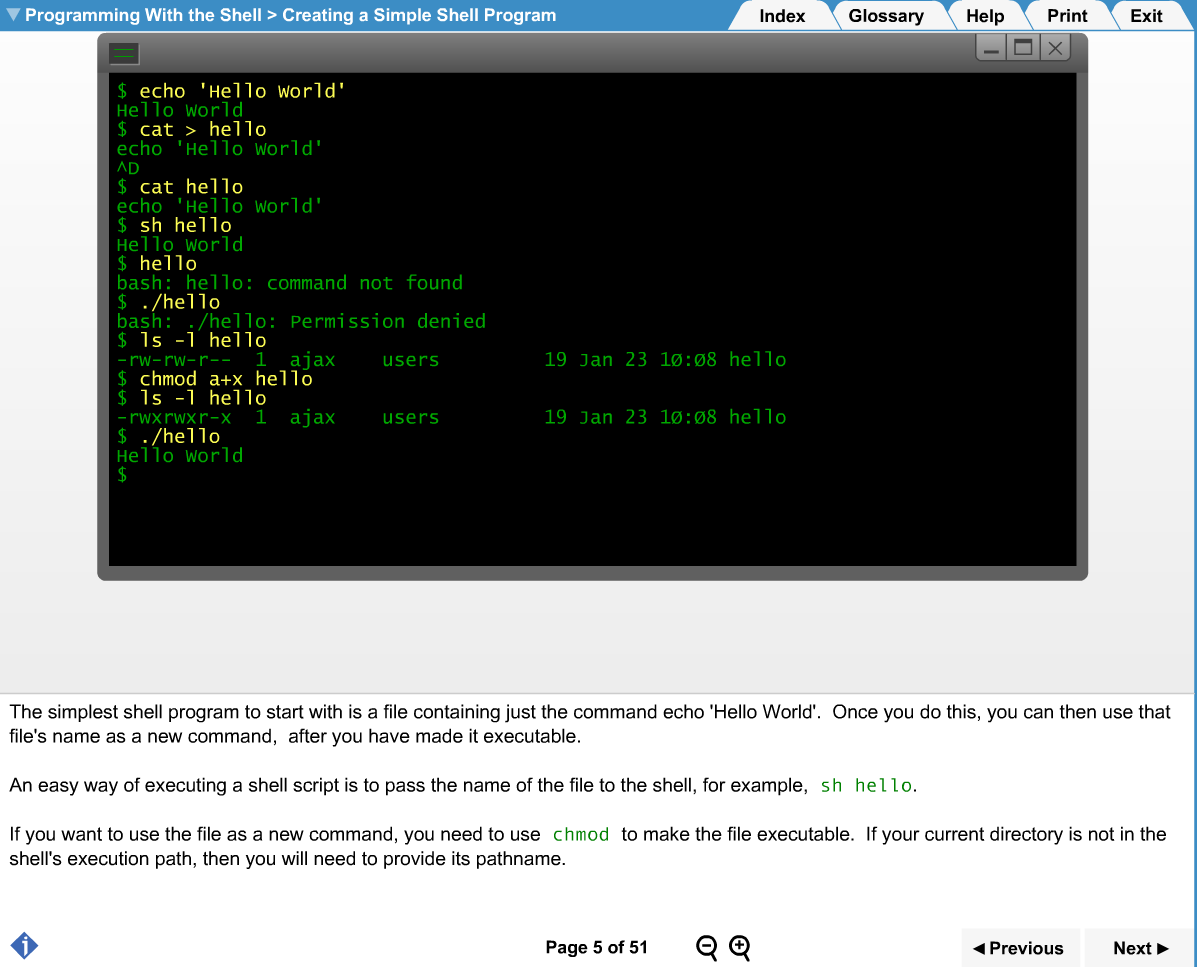 Programming With the Shell > Creating a Simple Shell Program
Index Glossary Help Print Exit
$ echo 'Hello World'
Hello World
$ cat > hello
echo 'Hello World'
^D
$ cat hello
echo 'Hello World'
$ sh hello
Hello World
$ hello
bash: hello: command not found
$ ./hello
bash: ./hello: Permission denied
$ ls -l hello
-rw-rw-r-- 1 ajax users 19 Jan 23 10:08 hello
$ chmod a+x hello
$ ls -l hello
-rwxrwxr-x 1 ajax users 19 Jan 23 10:08 hello
$ ./hello
Hello World
$
The simplest shell program to start with is a file containing just the command echo 'Hello World'. Once you do this, you can then use that
file's name as a new command, after you have made it executable.
An easy way of executing a shell script is to pass the name of the file to the shell, for example, sh hello.
If you want to use the file as a new command, you need to use chmod to make the file executable. If your current directory is not in the
shell's execution path, then you will need to provide its pathname.
i
Page 5 of 51
◄Previous
Next►